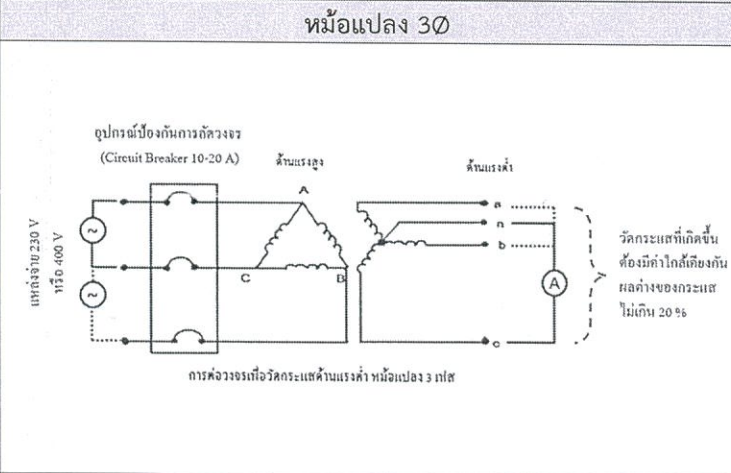 หม้อแปลง 3Ø
อุปกรณ์ป้องกันการลัดวงจร
(Circuit Breaker 10-20 A)
ด้านแรงสูง
ด้านแรงต่ำ
A
a
n
b
C
B
A
c
แหล่งจ่าย 230 V
หรือ 400 V
วัดกระแสที่เกิดขึ้น
ต้องมีค่าใกล้เคียงกัน
ผลต่างของกระแส
ไม่เกิน 20 %
การต่อวงจรเพื่อวัดกระแสด้านแรงต่ำ หม้อแปลง 3 เฟส